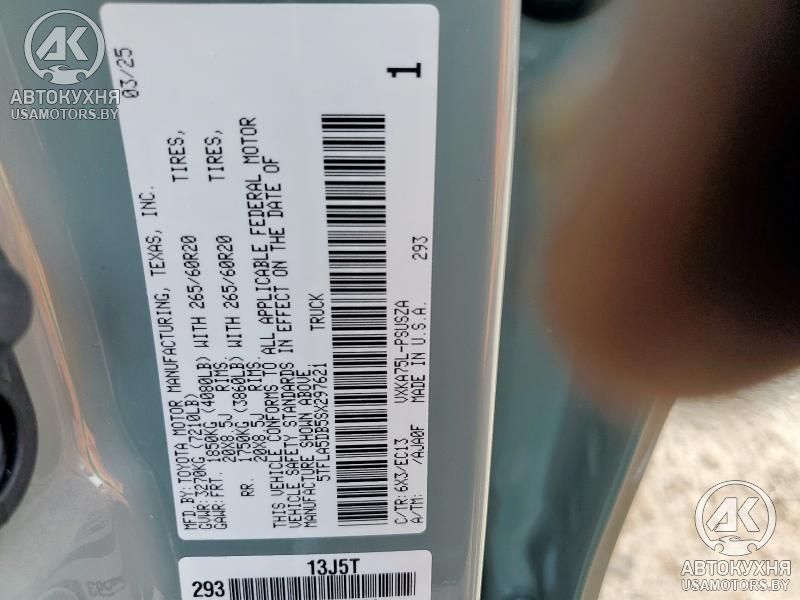 MFD. BY: TOYOTA MOTOR MANUFACTURING, TEXAS, INC. 03/25
GVWR: 3270KG (7210LB)
GAWR: FRT. 1850KG (4080LB) WITH 265/60R20 TIRES,
20X8.5J RIMS,
RR. 1750KG (3860LB) WITH 265/60R20 TIRES,
20X8.5J RIMS.
THIS VEHICLE CONFORMS TO ALL APPLICABLE FEDERAL MOTOR
VEHICLE SAFETY STANDARDS IN EFFECT ON THE DATE OF
MANUFACTURE SHOWN ABOVE.
5TFLA5DB5SX297621 TRUCK
1
C/TR: 6X3/EC13 VXKA75L-PSUSZA 293
A/TM: /AJA0F MADE IN U.S.A.
13J5T
293
АК
АВТОКУХНЯ
USAMOTORS.BY
АК
АВТОКУХНЯ
USAMOTORS.BY